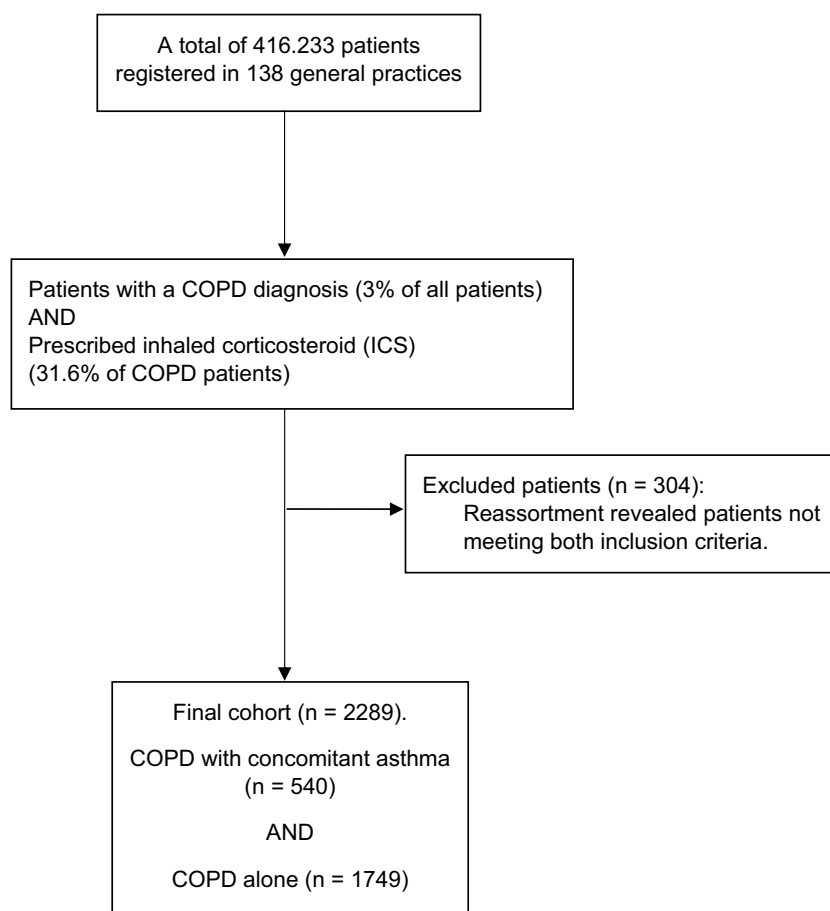 A total of 416.233 patients
registered in 138 general practices
Patients with a COPD diagnosis (3% of all patients)
AND
Prescribed inhaled corticosteroid (ICS)
(31.6% of COPD patients)
Excluded patients (n = 304):
Reassortment revealed patients not
meeting both inclusion criteria.
Final cohort (n = 2289).
COPD with concomitant asthma
(n = 540)
AND
COPD alone (n = 1749)